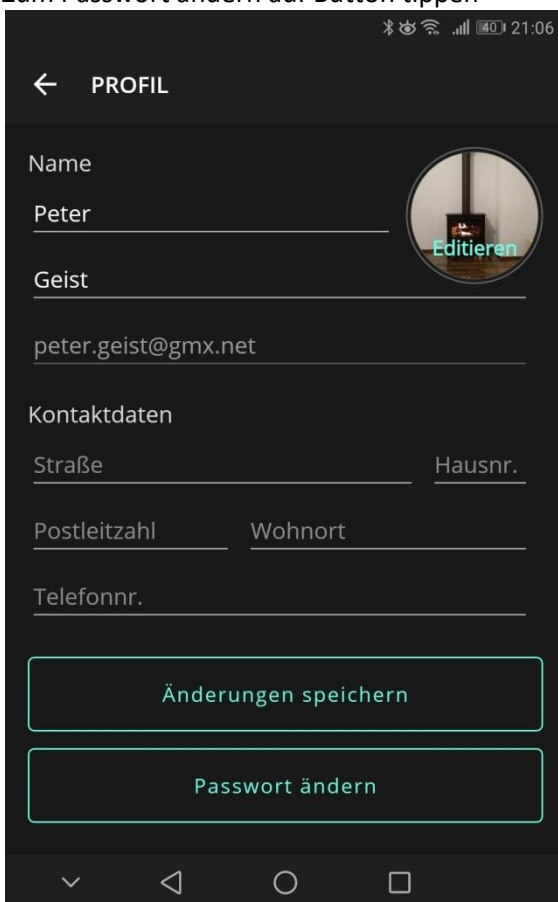 Zum Passwort ändern auf Button tippen
40 21:06
PROFIL
Name
Peter
Editieren
Geist
peter.geist@gmx.net
Kontaktdaten
Straße Hausnr.
Postleitzahl Wohnort
Telefonnr.
Änderungen speichern
Passwort ändern